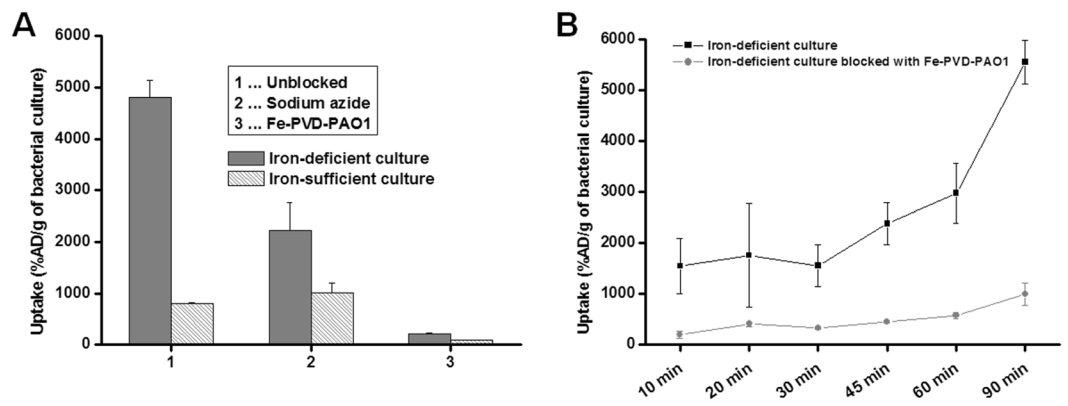 A
Uptake (%AD/g of bacterial culture)
6000
5000
4000
3000
2000
1000
0
1 ... Unblocked
2 ... Sodium azide
3 ... Fe-PVD-PAO1
Iron-deficient culture
Iron-sufficient culture
1 2 3
B
Uptake (%AD/g of bacterial culture)
6000
5000
4000
3000
2000
1000
0
Iron-deficient culture
Iron-deficient culture blocked with Fe-PVD-PAO1
10 min 20 min 30 min 45 min 60 min 90 min